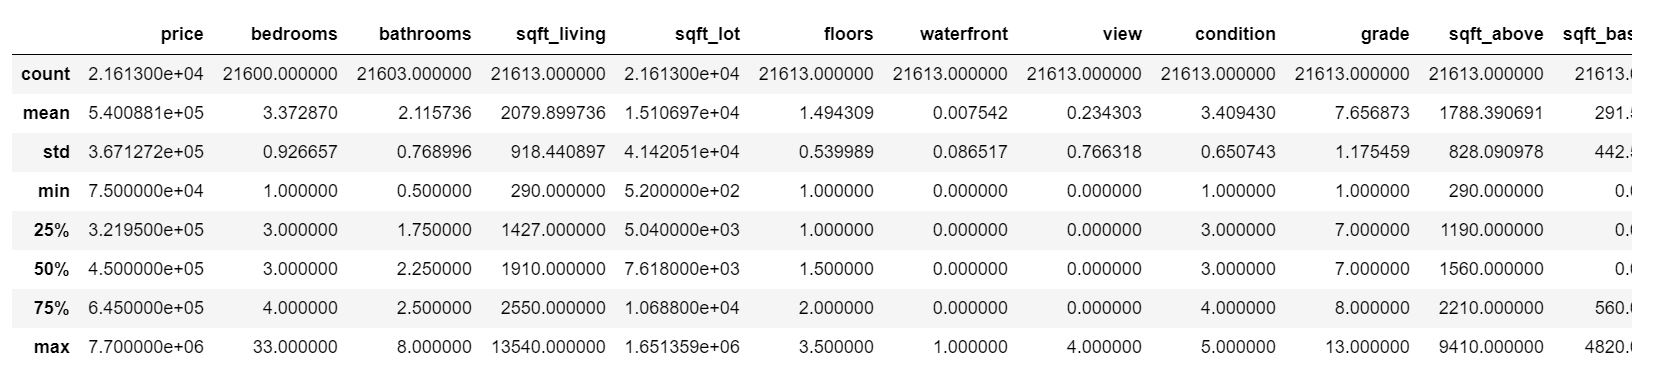 price bedrooms bathrooms sqft_living sqft_lot floors waterfront view condition grade sqft_above sqft_bas
count 2.161300e+04 21600.000000 21603.000000 21613.000000 2.161300e+04 21613.000000 21613.000000 21613.000000 21613.000000 21613.000000 21613.000000 21613.
mean 5.400881e+05 3.372870 2.115736 2079.899736 1.510697e+04 1.494309 0.007542 0.234303 3.409430 7.656873 1788.390691 291.
std 3.671272e+05 0.926657 0.768996 918.440897 4.142051e+04 0.539989 0.086517 0.766318 0.650743 1.175459 828.090978 442.
min 7.500000e+04 1.000000 0.500000 290.000000 5.200000e+02 1.000000 0.000000 0.000000 1.000000 1.000000 290.000000 0.
25% 3.219500e+05 3.000000 1.750000 1427.000000 5.040000e+03 1.000000 0.000000 0.000000 3.000000 7.000000 1190.000000 0.
50% 4.500000e+05 3.000000 2.250000 1910.000000 7.618000e+03 1.500000 0.000000 0.000000 3.000000 7.000000 1560.000000 0.
75% 6.450000e+05 4.000000 2.500000 2550.000000 1.068800e+04 2.000000 0.000000 0.000000 4.000000 8.000000 2210.000000 560.
max 7.700000e+06 33.000000 8.000000 13540.000000 1.651359e+06 3.500000 1.000000 4.000000 5.000000 13.000000 9410.000000 4820.